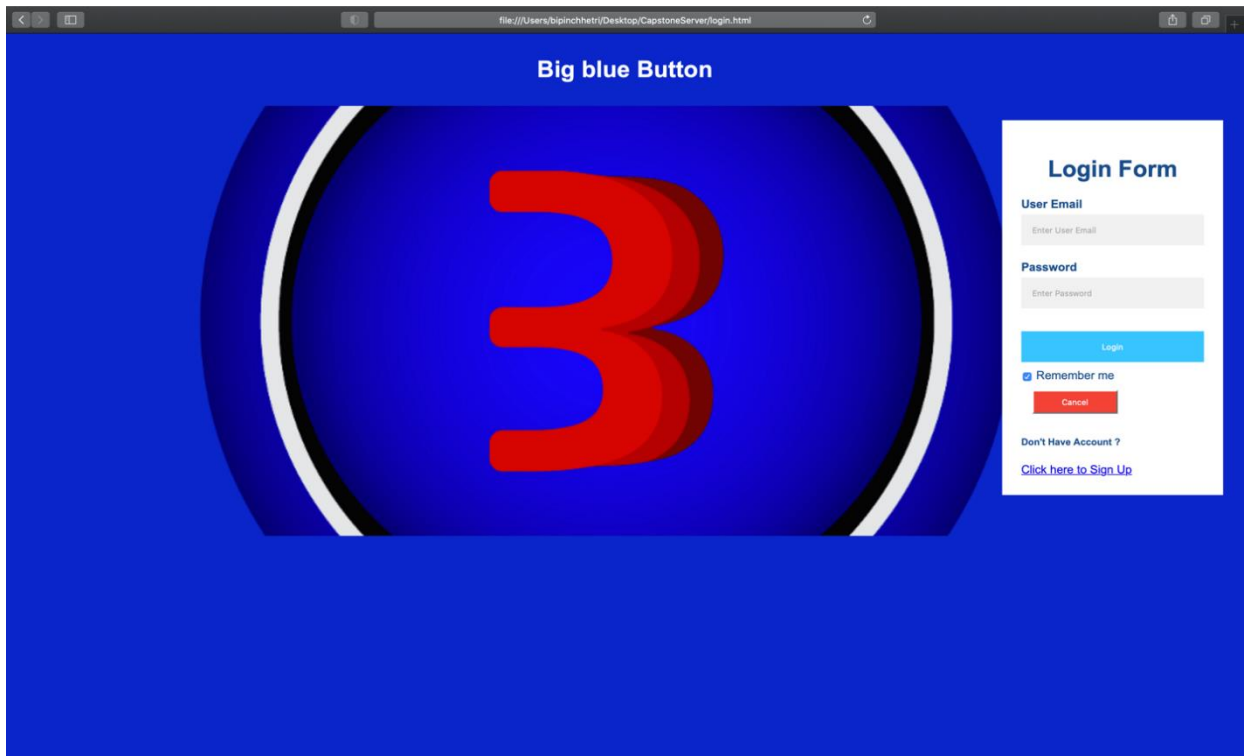 file:///Users/bipinchhetri/Desktop/CapstoneServer/login.html
Big blue Button
3
Login Form
User Email
Enter User Email
Password
Enter Password
Login
Remember me
Cancel
Don't Have Account ?
Click here to Sign Up